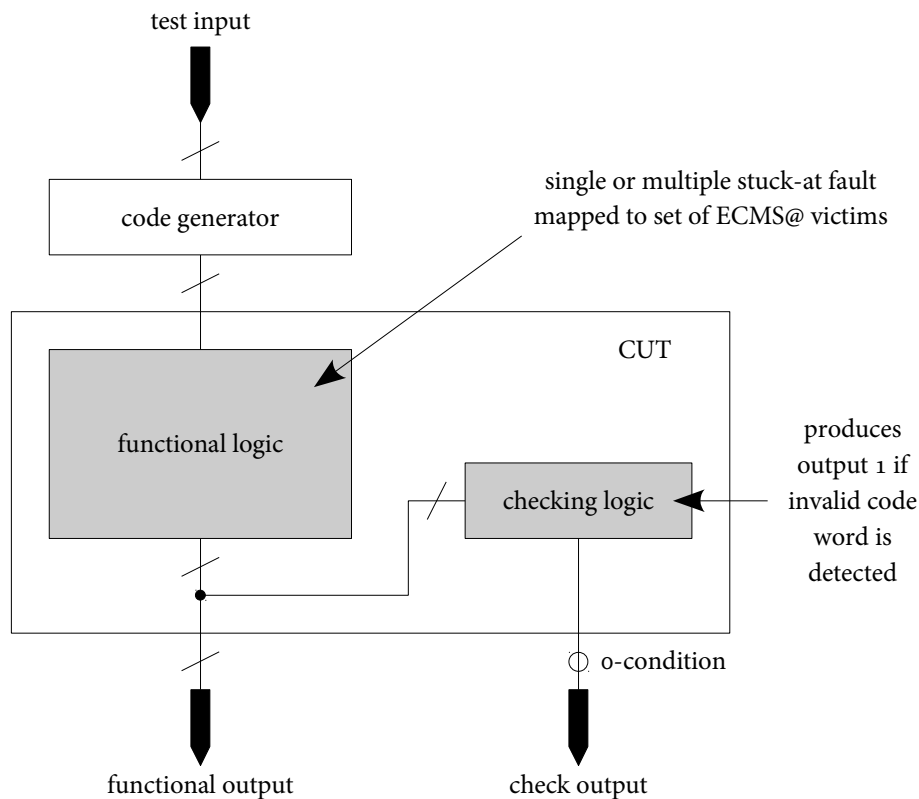 test input
single or multiple stuck-at fault
mapped to set of ECMS@ victims
code generator
CUT
functional logic
produces
output 1 if
invalid code
word is
detected
checking logic
0-condition
functional output
check output